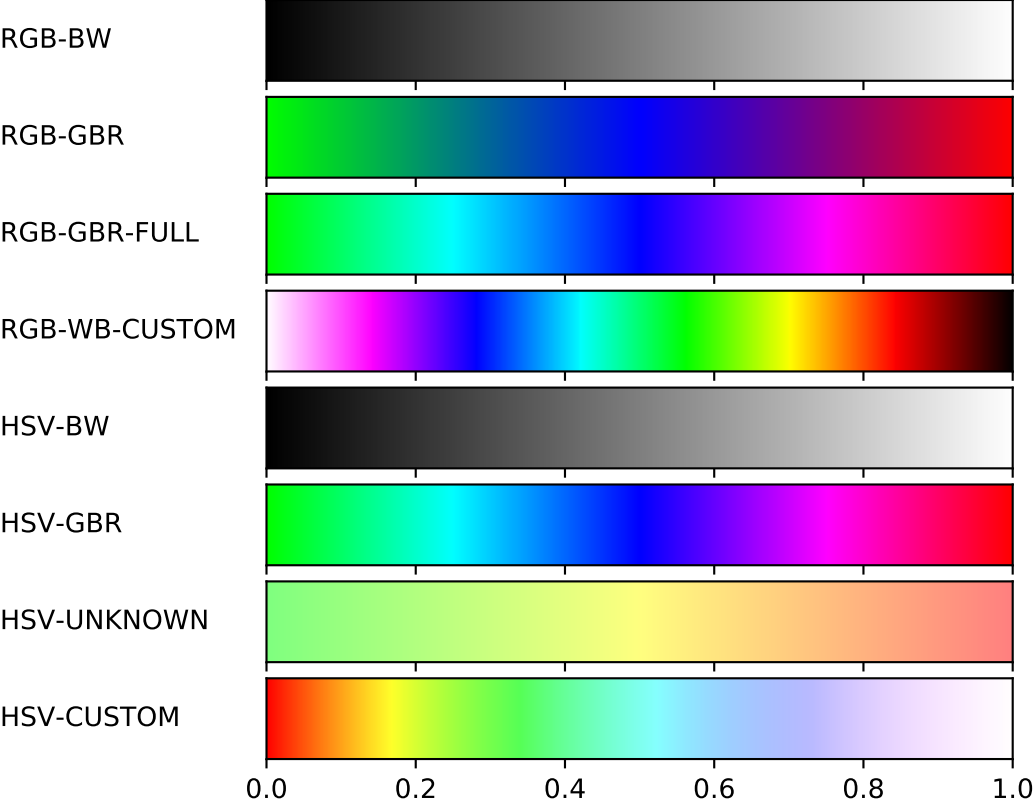 RGB-BW
RGB-GBR
RGB-GBR-FULL
RGB-WB-CUSTOM
HSV-BW
HSV-GBR
HSV-UNKNOWN
HSV-CUSTOM
0.0 0.2 0.4 0.6 0.8 1.0